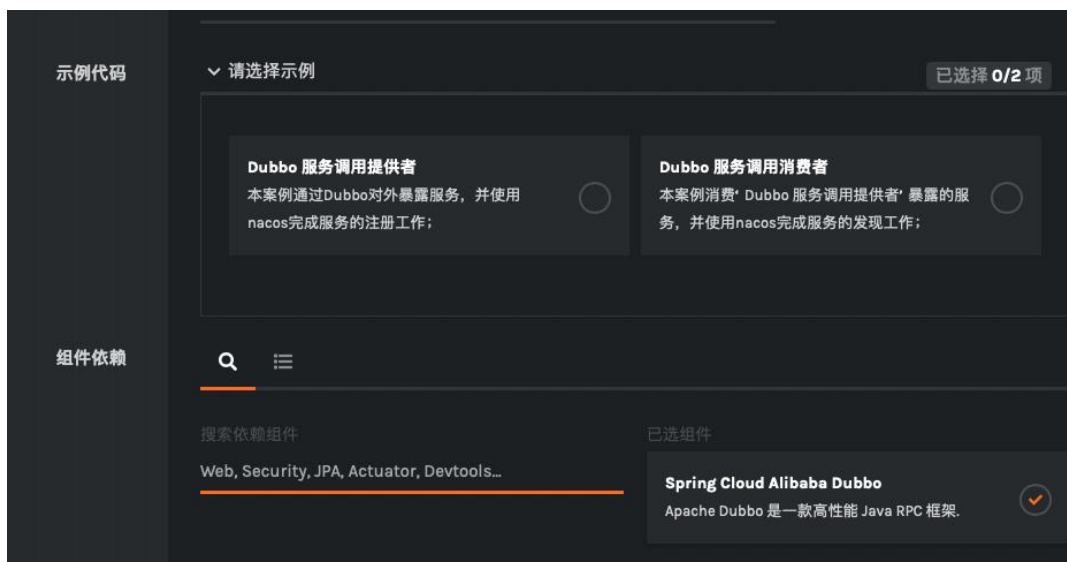 示例代码
请选择示例
已选择 0/2 项
Dubbo 服务调用提供者
本案例通过Dubbo对外暴露服务，并使用
nacos完成服务的注册工作；
Dubbo 服务调用消费者
本案例消费‘ Dubbo 服务调用提供者’ 暴露的服
务，并使用nacos完成服务的发现工作；
组件依赖
搜索依赖组件
Web, Security, JPA, Actuator, Devtools...
已选组件
Spring Cloud Alibaba Dubbo
Apache Dubbo 是一款高性能 Java RPC 框架.